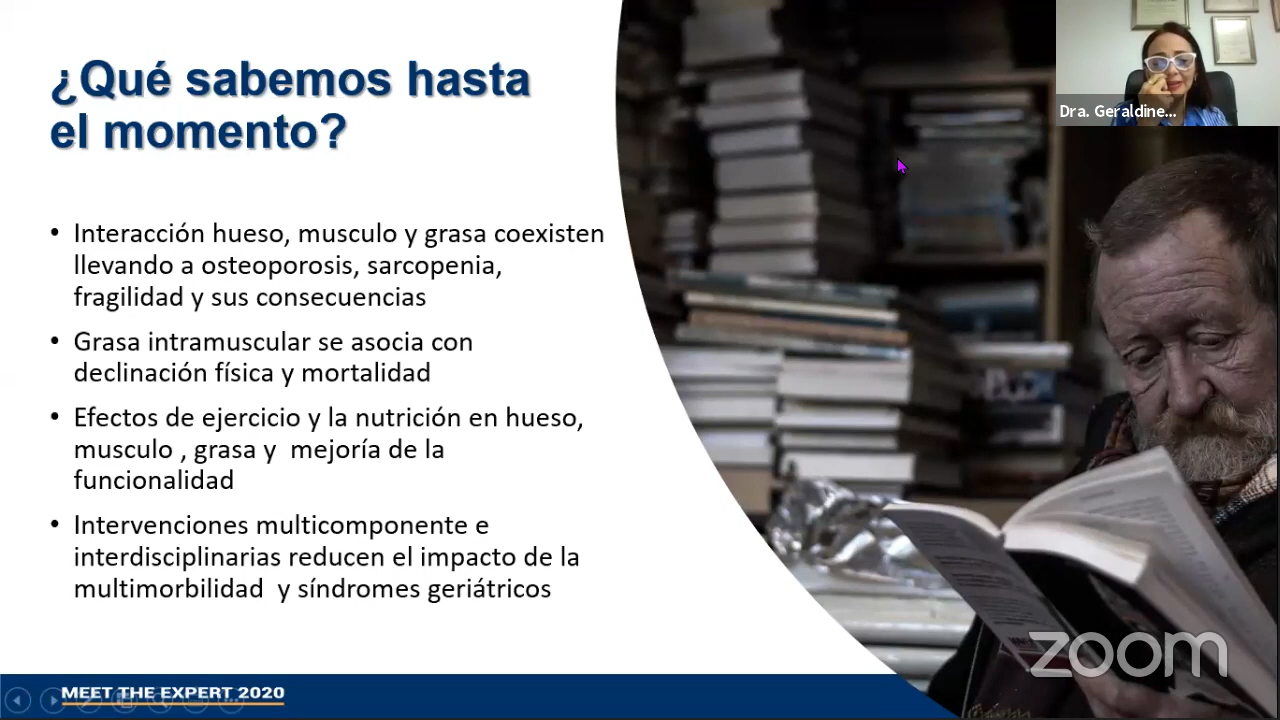 ¿Qué sabemos hasta
el momento?
• Interacción hueso, musculo y grasa coexisten
llevando a osteoporosis, sarcopenia,
fragilidad y sus consecuencias
• Grasa intramuscular se asocia con
declinación física y mortalidad
• Efectos de ejercicio y la nutrición en hueso,
musculo , grasa y  mejoría de la
funcionalidad
• Intervenciones multicomponente e
interdisciplinarias reducen el impacto de la
multimorbilidad  y síndromes geriátricos
Dra. Geraldine...
zoom
MEET THE EXPERT 2020